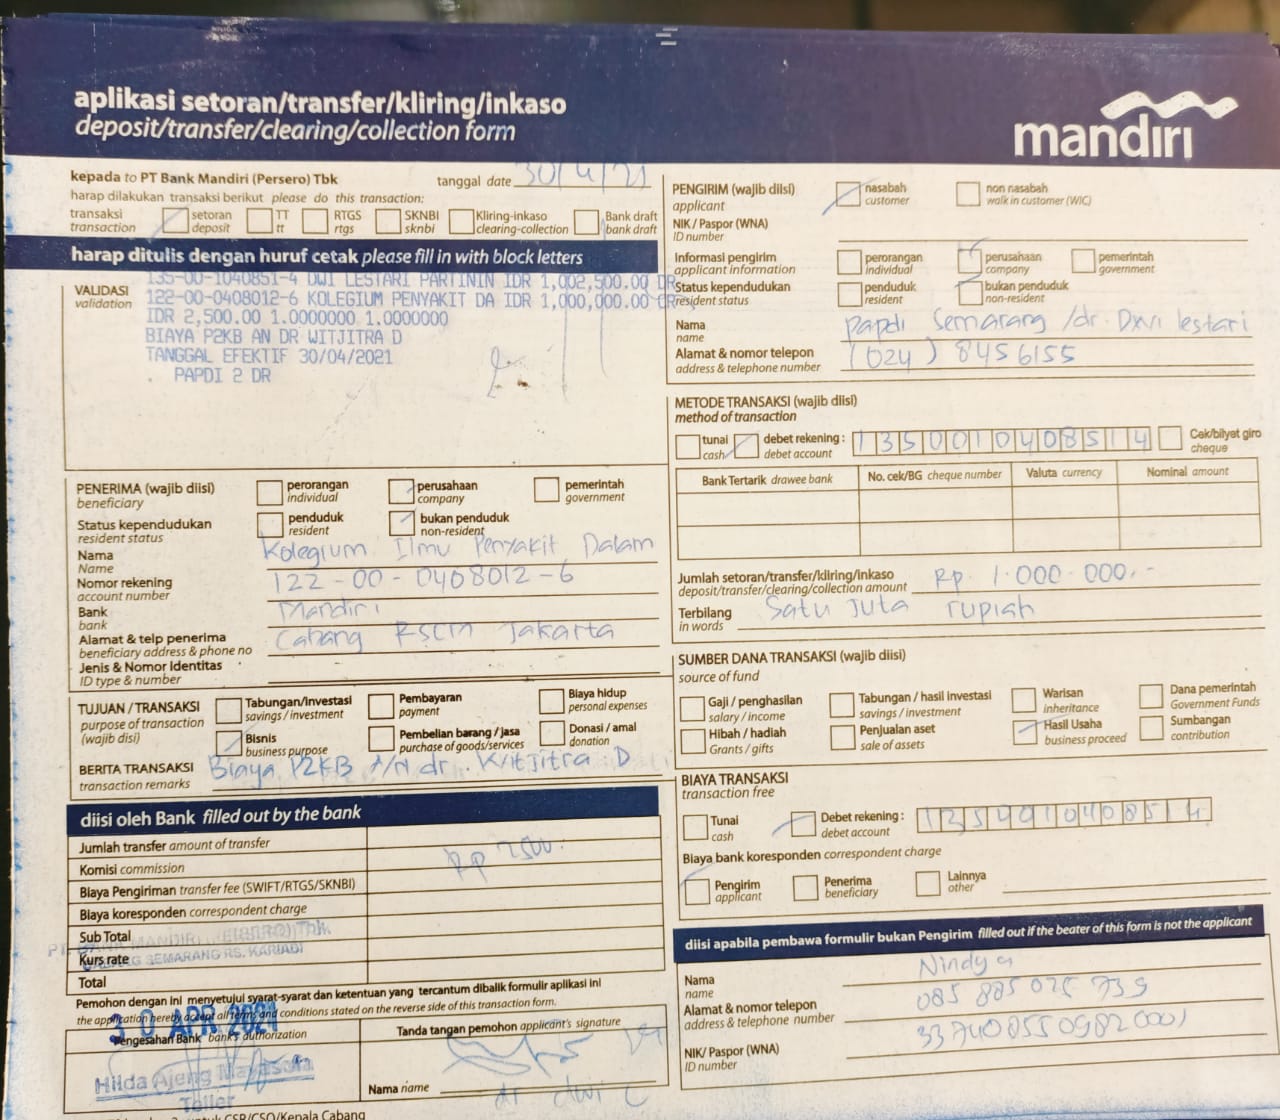 aplikasi setoran/transfer/kliring/inkaso
deposit/transfer/clearing/collection form
mandiri
kepada to PT Bank Mandiri (Persero) Tbk
tanggal date 30/4/21
harap dilakukan transaksi berikut please do this transaction:
transaksi transaction
setoran deposit
TT tt
RTGS rtgs
SKNBI sknbi
Kliring-inkaso clearing-collection
Bank draft bank draft
harap ditulis dengan huruf cetak please fill in with block letters
VALIDASI validation
135-00-1040851-4 DWI LESTARI PARTININ IDR 1,002,500.00 DR
122-00-0408012-6 KOLEGIUM PENYAKIT DA IDR 1,000,000.00 CR
IDR 2,500.00 1.0000000 1.0000000
BIAYA P2KB AN DR WITJITRA D
TANGGAL EFEKTIF 30/04/2021
. PAPDI 2 DR
PENERIMA (wajib diisi) beneficiary
perorangan individual
perusahaan company
pemerintah government
Status kependudukan resident status
penduduk resident
bukan penduduk non-resident
Nama Name Kolegium Ilmu Penyakit Dalam
Nomor rekening account number 122-00-0408012-6
Bank bank Mandiri
Alamat & telp penerima beneficiary address & phone no Cabang RSCM Jakarta
Jenis & Nomor Identitas ID type & number
TUJUAN / TRANSAKSI purpose of transaction (wajib disi)
Tabungan/investasi savings / investment
Pembayaran payment
Biaya hidup personal expenses
Bisnis business purpose
Pembelian barang / jasa purchase of goods/services
Donasi / amal donation
BERITA TRANSAKSI transaction remarks Biaya P2KB A/N dr. Witjitra D
diisi oleh Bank filled out by the bank
Jumlah transfer amount of transfer
Komisi commission Rp 2500.
Biaya Pengiriman transfer fee (SWIFT/RTGS/SKNBI)
Biaya koresponden correspondent charge
Sub Total
Kurs rate
Total
PT. BANK MANDIRI (PERSERO) Tbk.
CABANG SEMARANG RS. KARIADI
Pemohon dengan ini menyetujui syarat-syarat dan ketentuan yang tercantum dibalik formulir aplikasi ini
the application hereby accept all terms and conditions stated on the reverse side of this transaction form.
30 APR 2021
Pengesahan Bank bank's authorization
Tanda tangan pemohon applicant's signature
Hilda Ajeng
Teller
Nama name dr dwi L
untuk CSR/CSO/Kepala Cabang
PENGIRIM (wajib diisi) applicant
nasabah customer
non nasabah walk in customer (WIC)
NIK / Paspor (WNA) ID number
Informasi pengirim applicant information
perorangan individual
perusahaan company
pemerintah government
Status kependudukan resident status
penduduk resident
bukan penduduk non-resident
Nama name Papdi Semarang /dr. Dwi lestari
Alamat & nomor telepon address & telephone number (024) 8456155
METODE TRANSAKSI (wajib diisi) method of transaction
tunai cash
debet rekening : debet account 1350010408514
Cek/bilyet giro cheque
Bank Tertarik drawee bank
No. cek/BG cheque number
Valuta currency
Nominal amount
Jumlah setoran/transfer/kliring/inkaso deposit/transfer/clearing/collection amount Rp. 1.000.000.-
Terbilang in words Satu Juta rupiah
SUMBER DANA TRANSAKSI (wajib diisi) source of fund
Gaji / penghasilan salary / income
Tabungan / hasil investasi savings / investment
Warisan inheritance
Dana pemerintah Government Funds
Hibah / hadiah Grants / gifts
Penjualan aset sale of assets
Hasil Usaha business proceed
Sumbangan contribution
BIAYA TRANSAKSI transaction free
Tunai cash
Debet rekening : debet account 1350010408514
Biaya bank koresponden correspondent charge
Pengirim applicant
Penerima beneficiary
Lainnya other
diisi apabila pembawa formulir bukan Pengirim filled out if the beater of this form is not the applicant
Nama name Nindya
Alamat & nomor telepon address & telephone number 085 885 025 739
NIK/ Paspor (WNA) ID number 3374085509820001